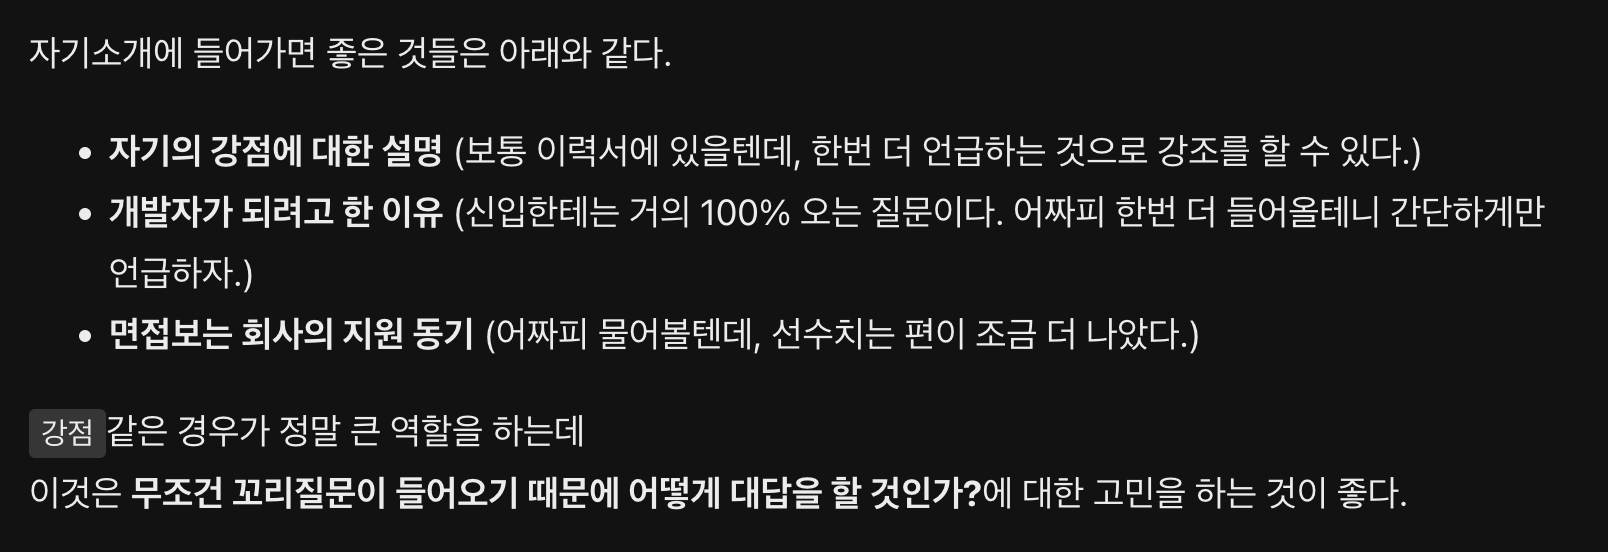 자기소개에 들어가면 좋은 것들은 아래와 같다.
• 자기의 강점에 대한 설명 (보통 이력서에 있을텐데, 한번 더 언급하는 것으로 강조를 할 수 있다.)
• 개발자가 되려고 한 이유 (신입한테는 거의 100% 오는 질문이다. 어짜피 한번 더 들어올테니 간단하게만
언급하자.)
• 면접보는 회사의 지원 동기 (어짜피 물어볼텐데, 선수치는 편이 조금 더 나았다.)
강점같은 경우가 정말 큰 역할을 하는데
이것은 무조건 꼬리질문이 들어오기 때문에 어떻게 대답을 할 것인가?에 대한 고민을 하는 것이 좋다.